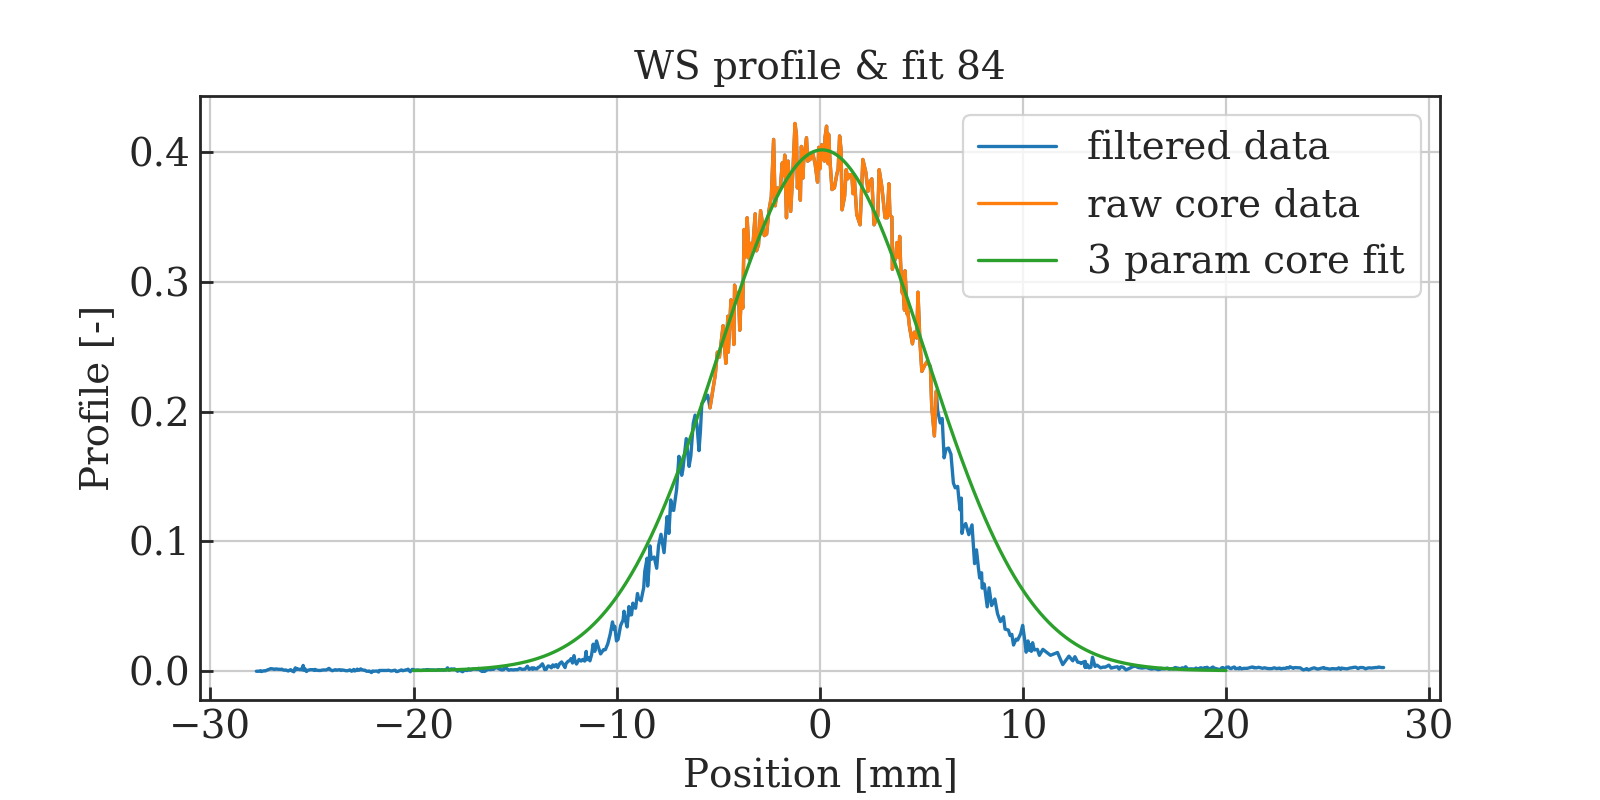 WS profile & fit 84
filtered data
raw core data
3 param core fit
0.4
0.3
0.2
0.1
0.0
Profile [-]
−30 −20 −10 0 10 20 30
Position [mm]